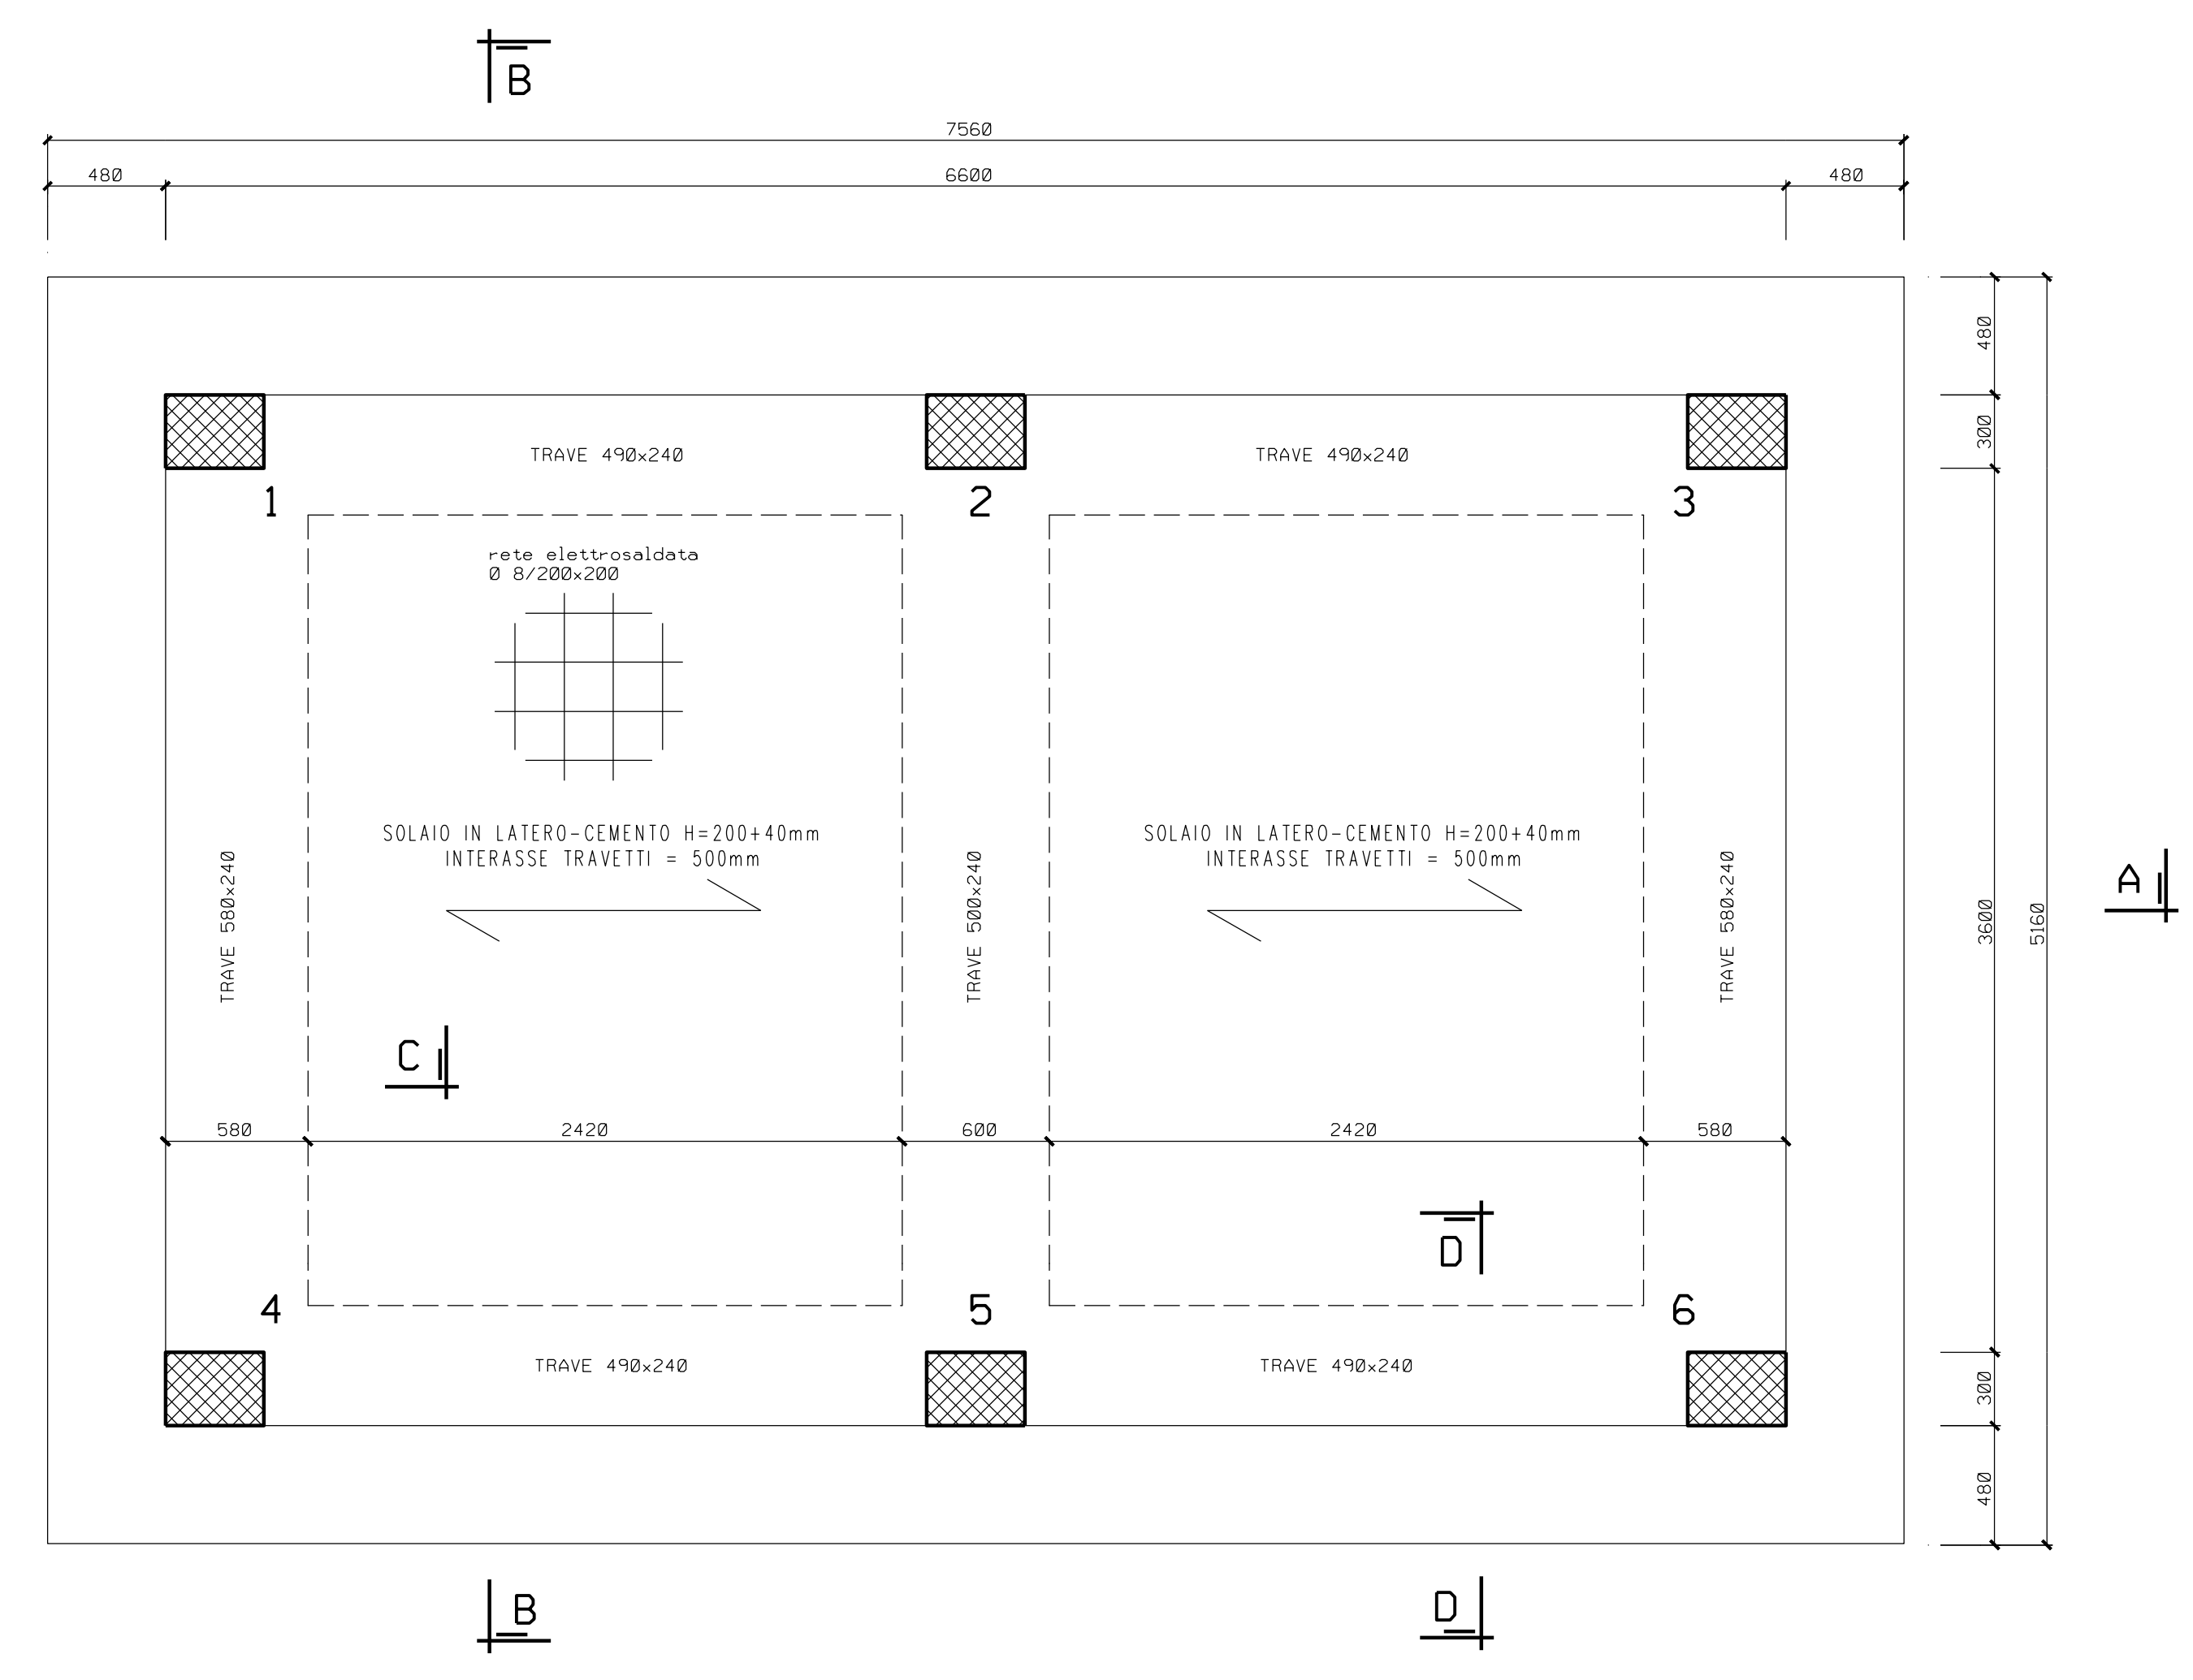 B
7560
480 6600 480
480
300
TRAVE 490x240 TRAVE 490x240
1 2 3
rete elettrosaldata
Ø 8/200x200
SOLAIO IN LATERO-CEMENTO H=200+40mm
INTERASSE TRAVETTI = 500mm
SOLAIO IN LATERO-CEMENTO H=200+40mm
INTERASSE TRAVETTI = 500mm
TRAVE 580x240
TRAVE 500x240
TRAVE 580x240
3600
5160
A
C
580 2420 600 2420 580
D
4 5 6
TRAVE 490x240 TRAVE 490x240
300
480
B
D